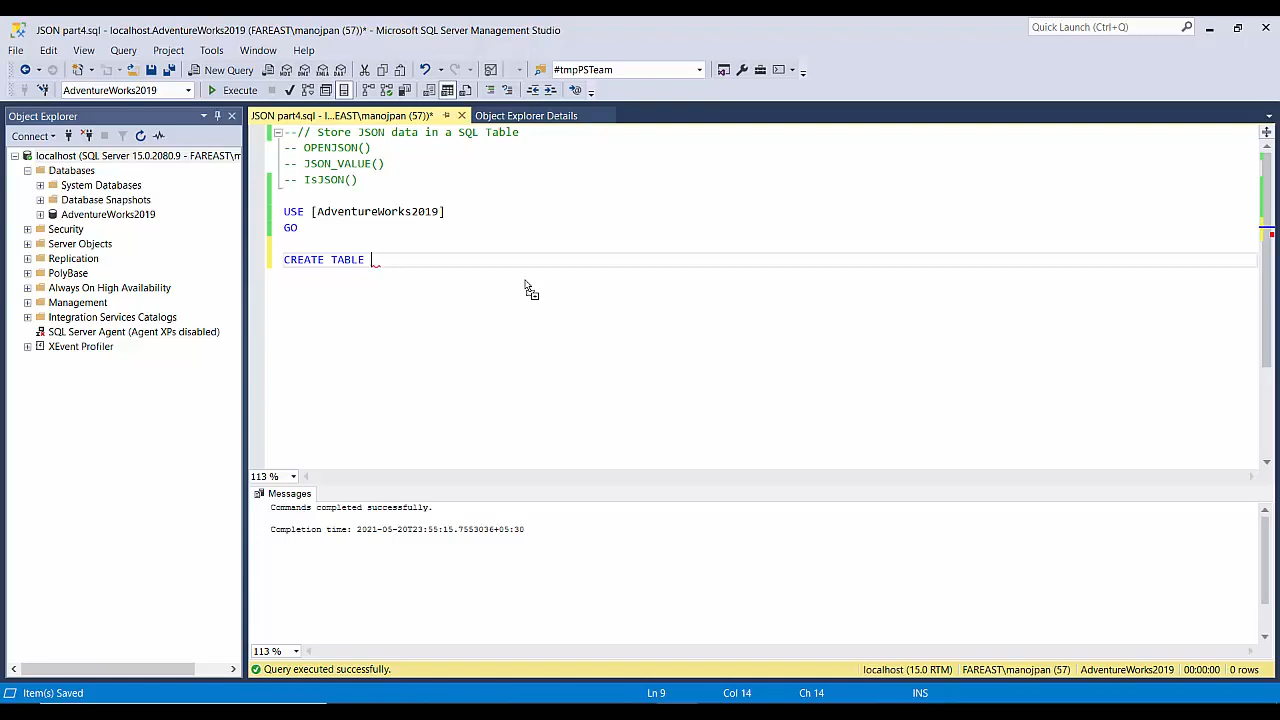 JSON part4.sql - localhost.AdventureWorks2019 (FAREAST\manojpan (57))* - Microsoft SQL Server Management Studio
Quick Launch (Ctrl+Q)
File Edit View Query Project Tools Window Help
New Query #tmpPSTeam
AdventureWorks2019 Execute
Object Explorer
JSON part4.sql - l...EAST\manojpan (57))* Object Explorer Details
Connect
localhost (SQL Server 15.0.2080.9 - FAREAST\m
Databases
System Databases
Database Snapshots
AdventureWorks2019
Security
Server Objects
Replication
PolyBase
Always On High Availability
Management
Integration Services Catalogs
SQL Server Agent (Agent XPs disabled)
XEvent Profiler
--// Store JSON data in a SQL Table
-- OPENJSON()
-- JSON_VALUE()
-- IsJSON()
USE [AdventureWorks2019]
GO
CREATE TABLE
113 %
Messages
Commands completed successfully.
Completion time: 2021-05-20T23:55:15.7553036+05:30
113 %
Query executed successfully. localhost (15.0 RTM) FAREAST\manojpan (57) AdventureWorks2019 00:00:00 0 rows
Item(s) Saved Ln 9 Col 14 Ch 14 INS